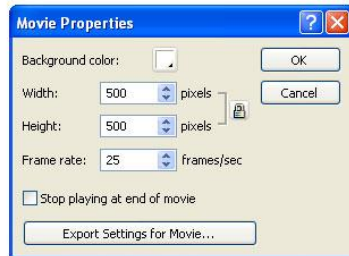 Movie Properties
Background color:
OK
Width: 500 pixels
Cancel
Height: 500 pixels
Frame rate: 25 frames/sec
Stop playing at end of movie
Export Settings for Movie...